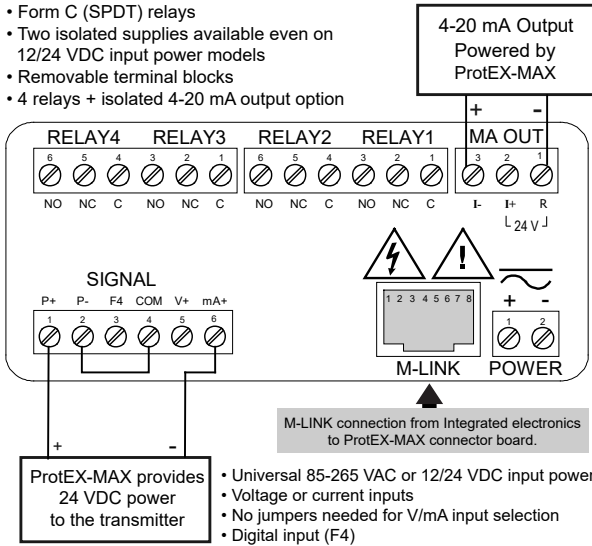 • Form C (SPDT) relays
• Two isolated supplies available even on
12/24 VDC input power models
• Removable terminal blocks
• 4 relays + isolated 4-20 mA output option
4-20 mA Output
Powered by
ProtEX-MAX
+ -
RELAY4 RELAY3 RELAY2 RELAY1 MA OUT
6 5 4 3 2 1 6 5 4 3 2 1 3 2 1
NO NC C NO NC C NO NC C NO NC C I- I+ R
24 V
SIGNAL
P+ P- F4 COM V+ mA+
1 2 3 4 5 6
!
1 2 3 4 5 6 7 8
+ -
1 2
M-LINK POWER
M-LINK connection from Integrated electronics
to ProtEX-MAX connector board.
+ -
ProtEX-MAX provides
24 VDC power
to the transmitter
• Universal 85-265 VAC or 12/24 VDC input power
• Voltage or current inputs
• No jumpers needed for V/mA input selection
• Digital input (F4)